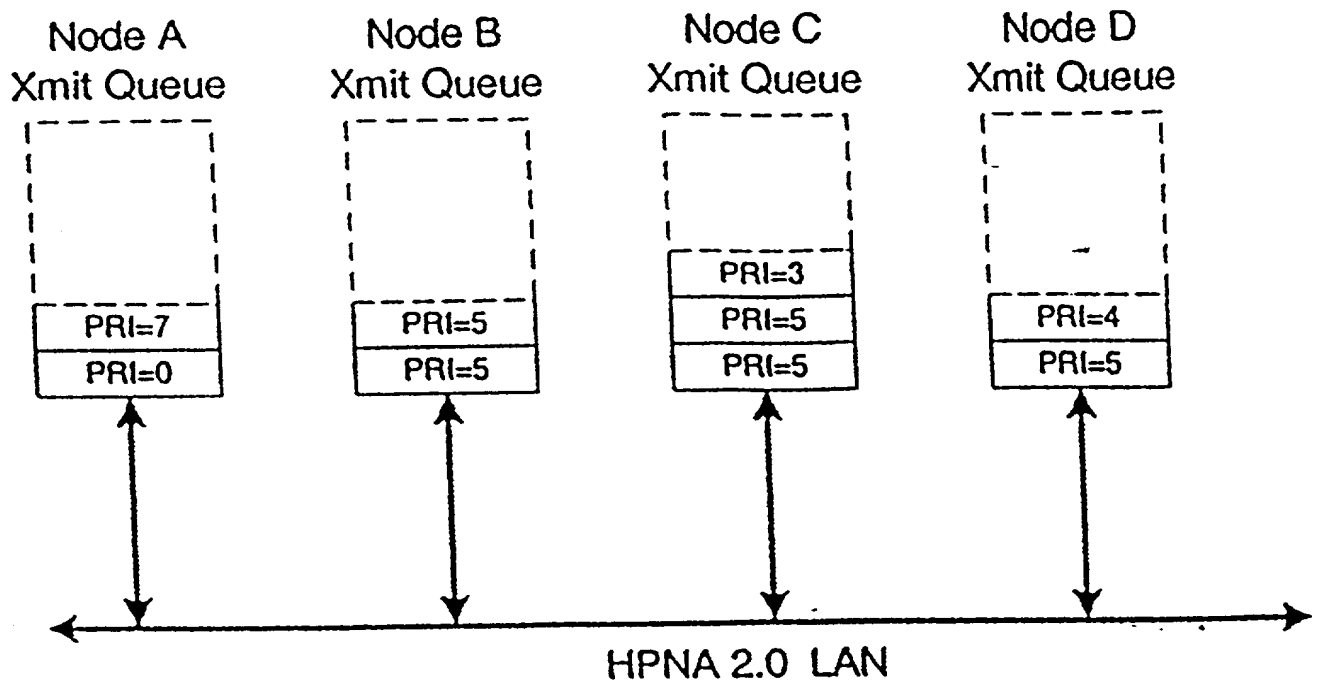 Node A
Xmit Queue
Node B
Xmit Queue
Node C
Xmit Queue
Node D
Xmit Queue
PRI=7
PRI=0
PRI=5
PRI=5
PRI=3
PRI=5
PRI=5
PRI=4
PRI=5
HPNA 2.0 LAN